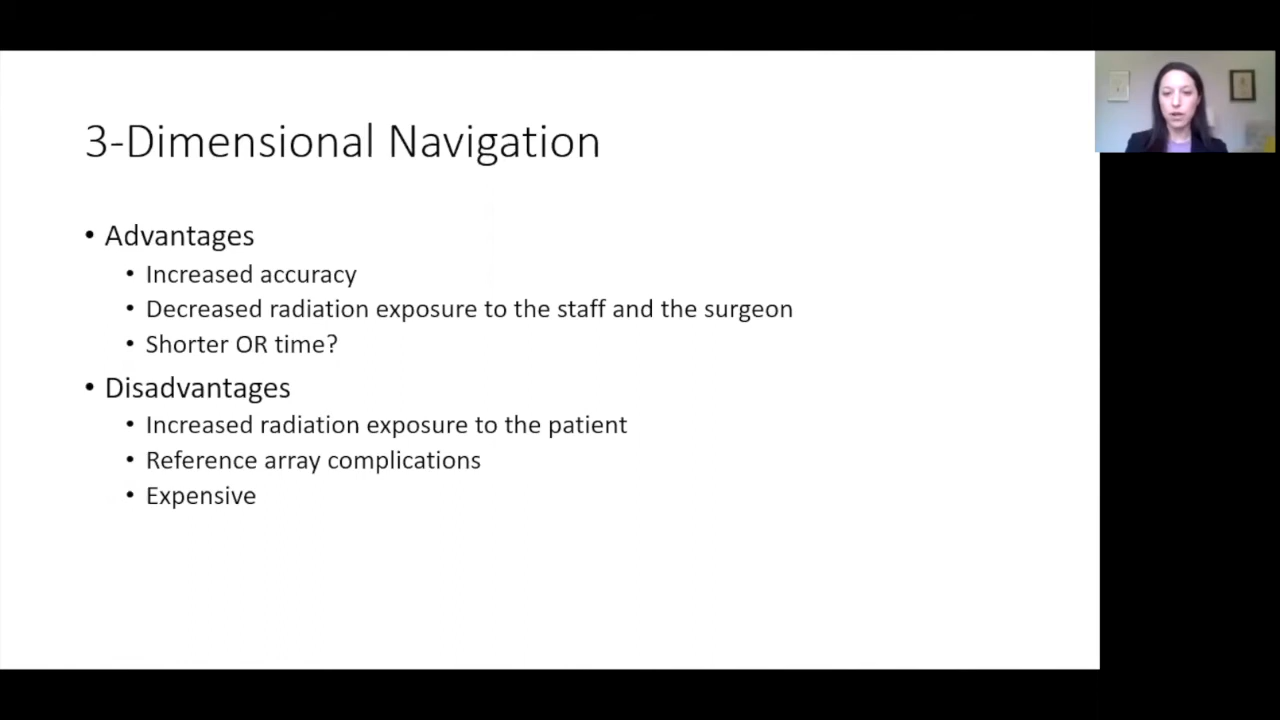 3-Dimensional Navigation
• Advantages
• Increased accuracy
• Decreased radiation exposure to the staff and the surgeon
• Shorter OR time?
• Disadvantages
• Increased radiation exposure to the patient
• Reference array complications
• Expensive